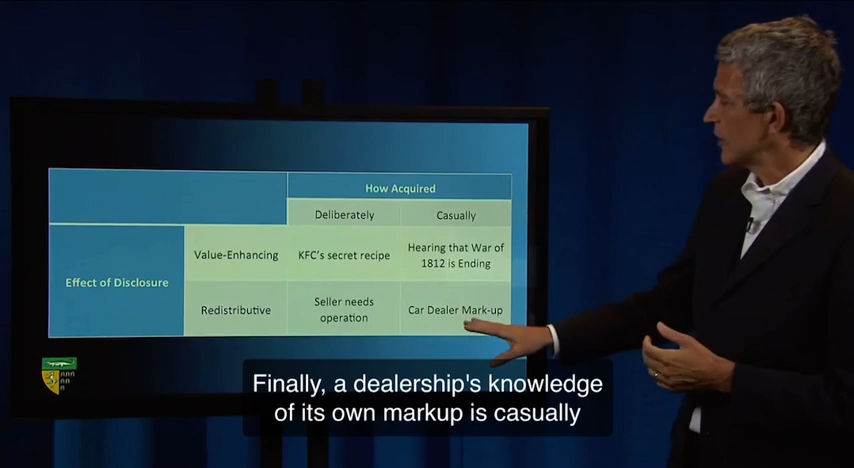 How Acquired
Deliberately
Casually
Effect of Disclosure
Value-Enhancing
KFC's secret recipe
Hearing that War of
1812 is Ending
Redistributive
Seller needs
operation
Car Dealer Mark-up
Finally, a dealership's knowledge
of its own markup is casually